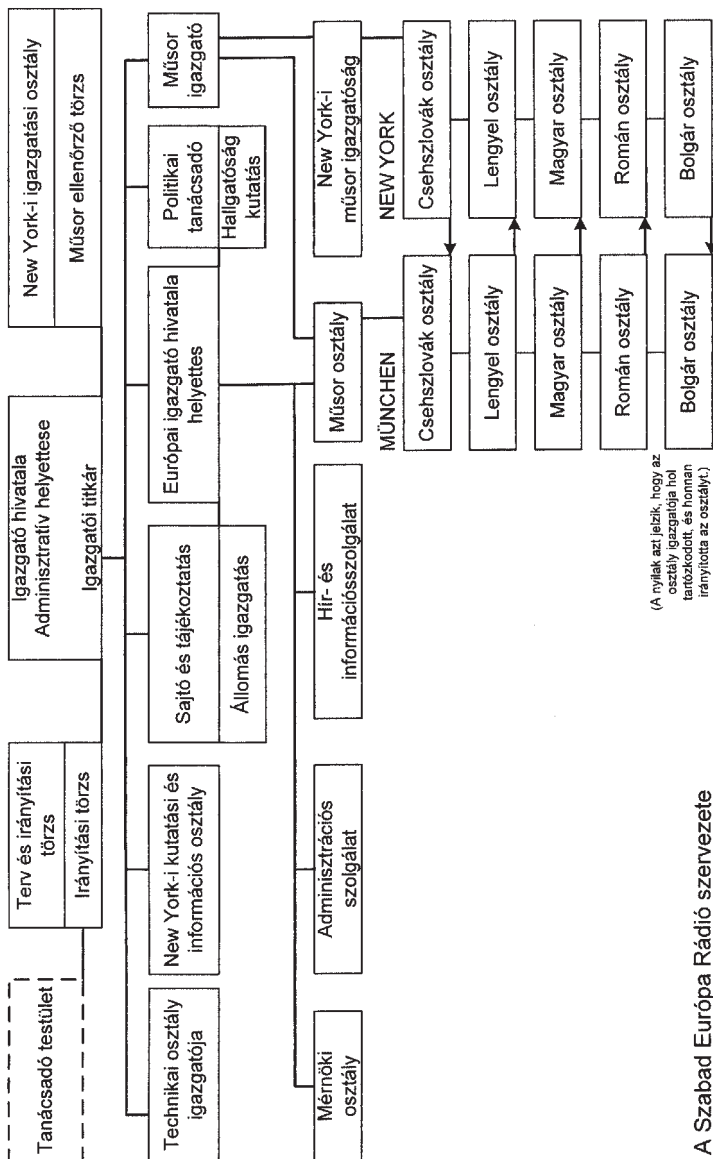 Tanácsadó testület
Terv és irányítási
törzs
Irányítási törzs
Igazgató hivatala
Adminisztratív helyettese
Igazgatói titkár
New York-i igazgatási osztály
Műsor ellenőrző törzs
Technikai osztály
igazgatója
New York-i kutatási és
információs osztály
Sajtó és tájékoztatás
Állomás igazgatás
Európai igazgató hivatala
helyettes
Politikai
tanácsadó
Hallgatóság
kutatás
Műsor
igazgató
Mérnöki
osztály
Adminisztrációs
szolgálat
Hír- és
információsszolgálat
Műsor osztály
New York-i
műsor igazgatóság
MÜNCHEN
NEW YORK
Csehszlovák osztály
Csehszlovák osztály
Lengyel osztály
Lengyel osztály
Magyar osztály
Magyar osztály
Román osztály
Román osztály
Bolgár osztály
Bolgár osztály
(A nyilak azt jelzik, hogy az
osztály igazgatója hol
tartózkodott, és honnan
irányította az osztályt.)
A Szabad Európa Rádió szervezete